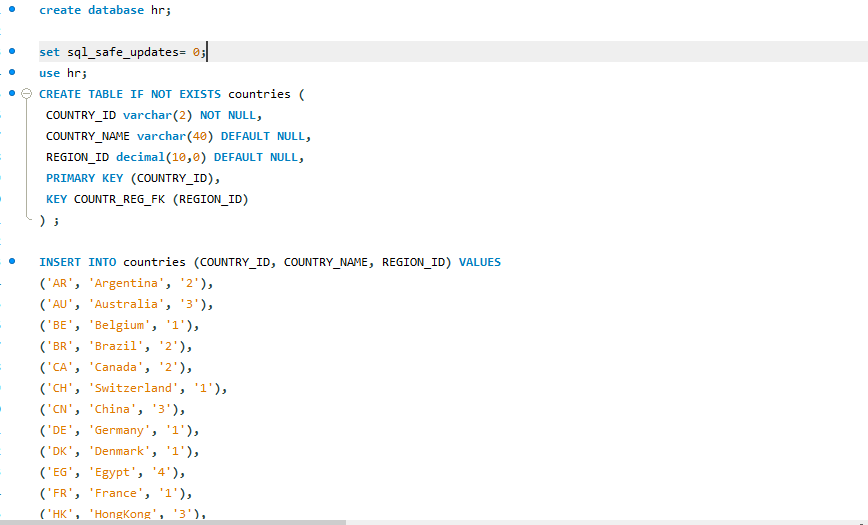 create database hr;
set sql_safe_updates= 0;
use hr;
CREATE TABLE IF NOT EXISTS countries (
COUNTRY_ID varchar(2) NOT NULL,
COUNTRY_NAME varchar(40) DEFAULT NULL,
REGION_ID decimal(10,0) DEFAULT NULL,
PRIMARY KEY (COUNTRY_ID),
KEY COUNTR_REG_FK (REGION_ID)
) ;
INSERT INTO countries (COUNTRY_ID, COUNTRY_NAME, REGION_ID) VALUES
('AR', 'Argentina', '2'),
('AU', 'Australia', '3'),
('BE', 'Belgium', '1'),
('BR', 'Brazil', '2'),
('CA', 'Canada', '2'),
('CH', 'Switzerland', '1'),
('CN', 'China', '3'),
('DE', 'Germany', '1'),
('DK', 'Denmark', '1'),
('EG', 'Egypt', '4'),
('FR', 'France', '1'),
('HK', 'HongKong', '3'),